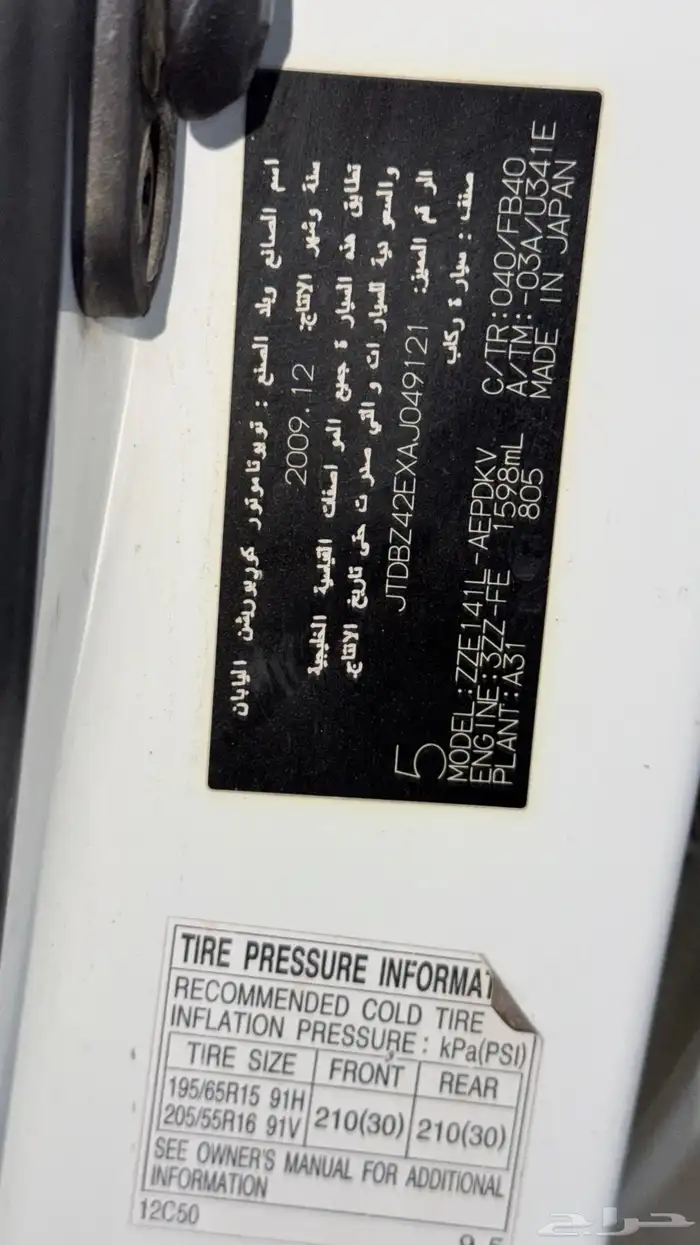 اسم الصانع وبلد الصنع : تويوتا موتور كوربوريشن اليابان
سنة وشهر الانتاج: 2009.12
تطابق هذه السيارة جميع المواصفات القياسية الخليجية
والسعودية للسيارات والتي صدرت حتى تاريخ الانتاج.
الرقم المميز: JTDBZ42EXAJ049121
صنف : سيارة ركاب
5
MODEL:ZZE141L-AEPDKV C/TR:040/FB40
ENGINE:3ZZ-FE 1598mL A/TM:-03A/U341E
PLANT:A31 805 MADE IN JAPAN
TIRE PRESSURE INFORMAT
RECOMMENDED COLD TIRE
INFLATION PRESSURE : kPa(PSI)
TIRE SIZE FRONT REAR
195/65R15 91H
205/55R16 91V 210(30) 210(30)
SEE OWNER'S MANUAL FOR ADDITIONAL
INFORMATION
12C50
حراج